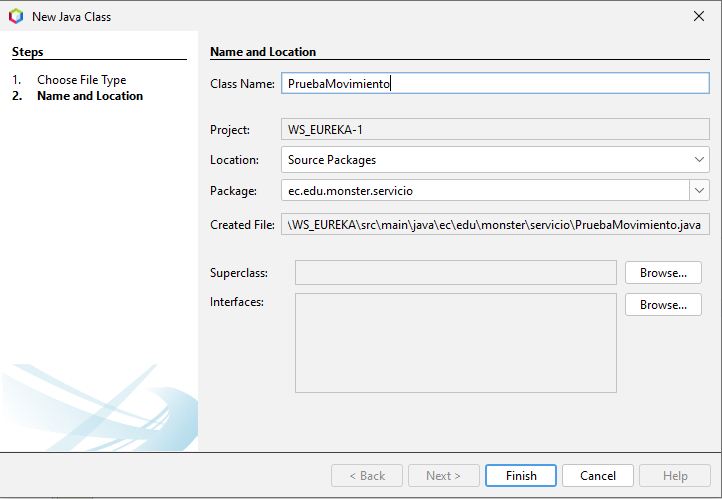 New Java Class
Steps
1. Choose File Type
2. Name and Location
Name and Location
Class Name: PruebaMovimiento
Project: WS_EUREKA-1
Location: Source Packages
Package: ec.edu.monster.servicio
Created File: \WS_EUREKA\src\main\java\ec\edu\monster\servicio\PruebaMovimiento.java
Superclass: Browse...
Interfaces: Browse...
< Back Next > Finish Cancel Help